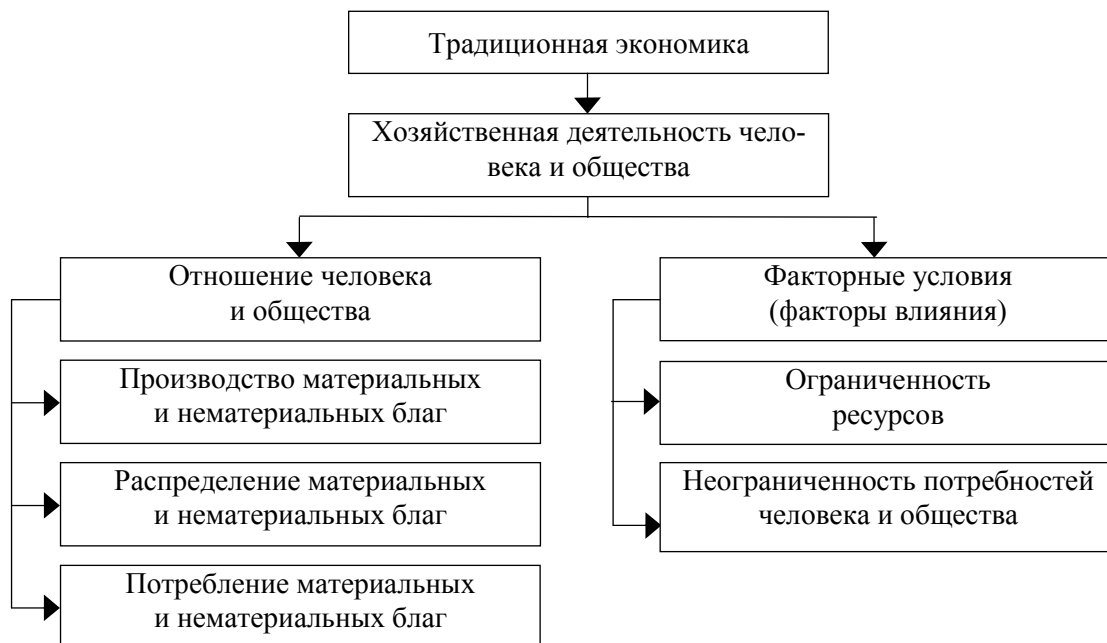 Традиционная экономика
Хозяйственная деятельность чело-
века и общества
Отношение человека
и общества
Производство материальных
и нематериальных благ
Распределение материальных
и нематериальных благ
Потребление материальных
и нематериальных благ
Факторные условия
(факторы влияния)
Ограниченность
ресурсов
Неограниченность потребностей
человека и общества